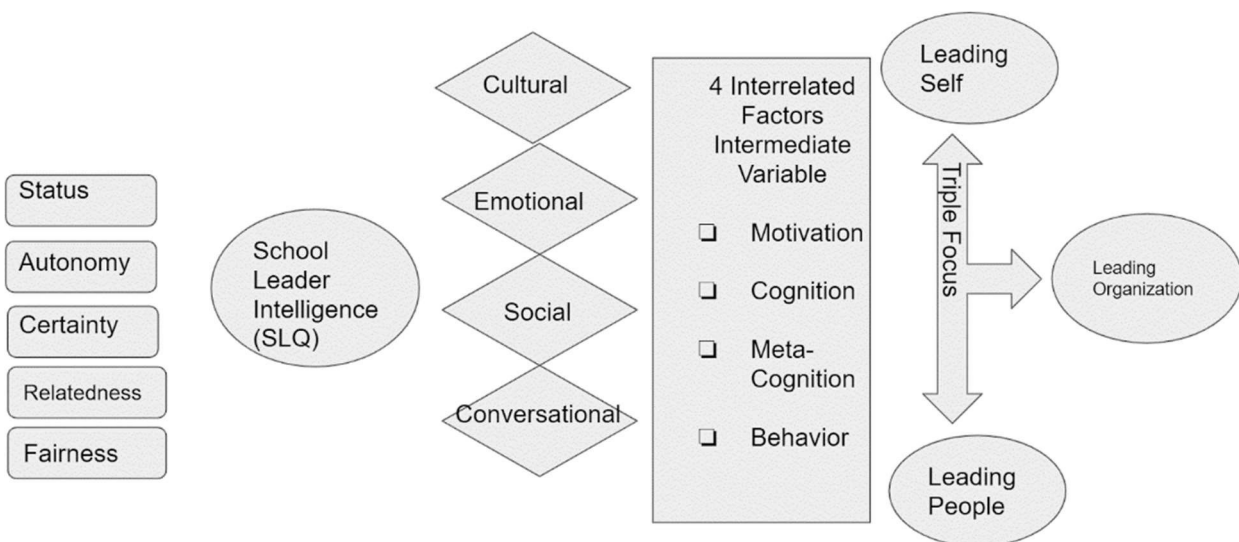 Status
Autonomy
Certainty
Relatedness
Fairness
School
Leader
Intelligence
(SLQ)
Cultural
Emotional
Social
Conversational
4 Interrelated
Factors
Intermediate
Variable
❑ Motivation
❑ Cognition
❑ Meta-
Cognition
❑ Behavior
Leading
Self
Triple Focus
Leading
Organization
Leading
People